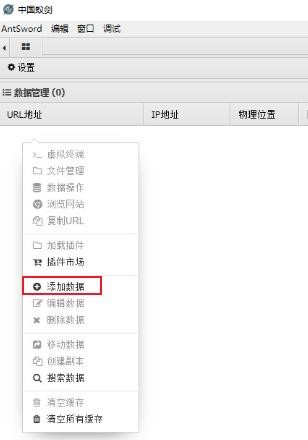 中国蚁剑
AntSword 编辑 窗口 调试
设置
数据管理 (0)
URL地址 IP地址 物理位置
虚拟终端
文件管理
数据操作
浏览网站
复制URL
加载插件
插件市场
添加数据
编辑数据
删除数据
移动数据
创建副本
搜索数据
清空缓存
清空所有缓存